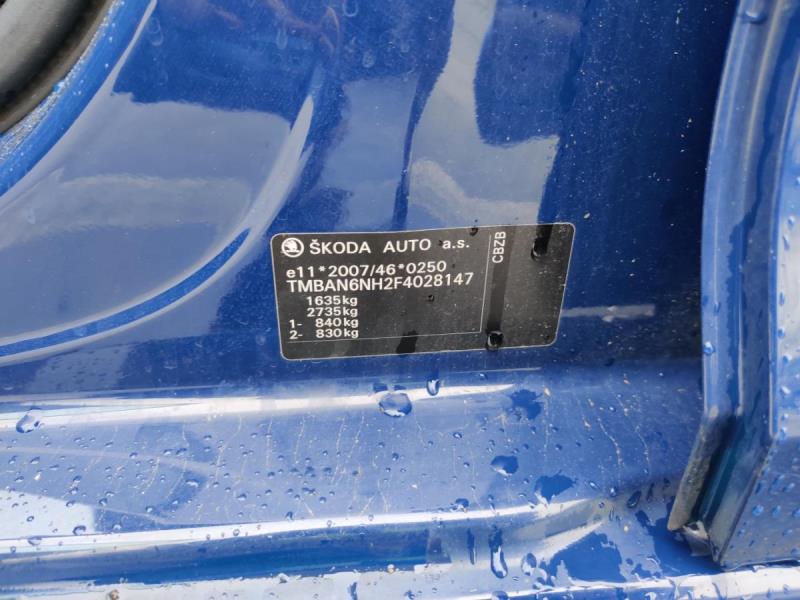 ŠKODA AUTO a.s.
e11*2007/46*0250
TMBAN6NH2F4028147
1635kg
2735kg
1- 840kg
2- 830kg
CBZB